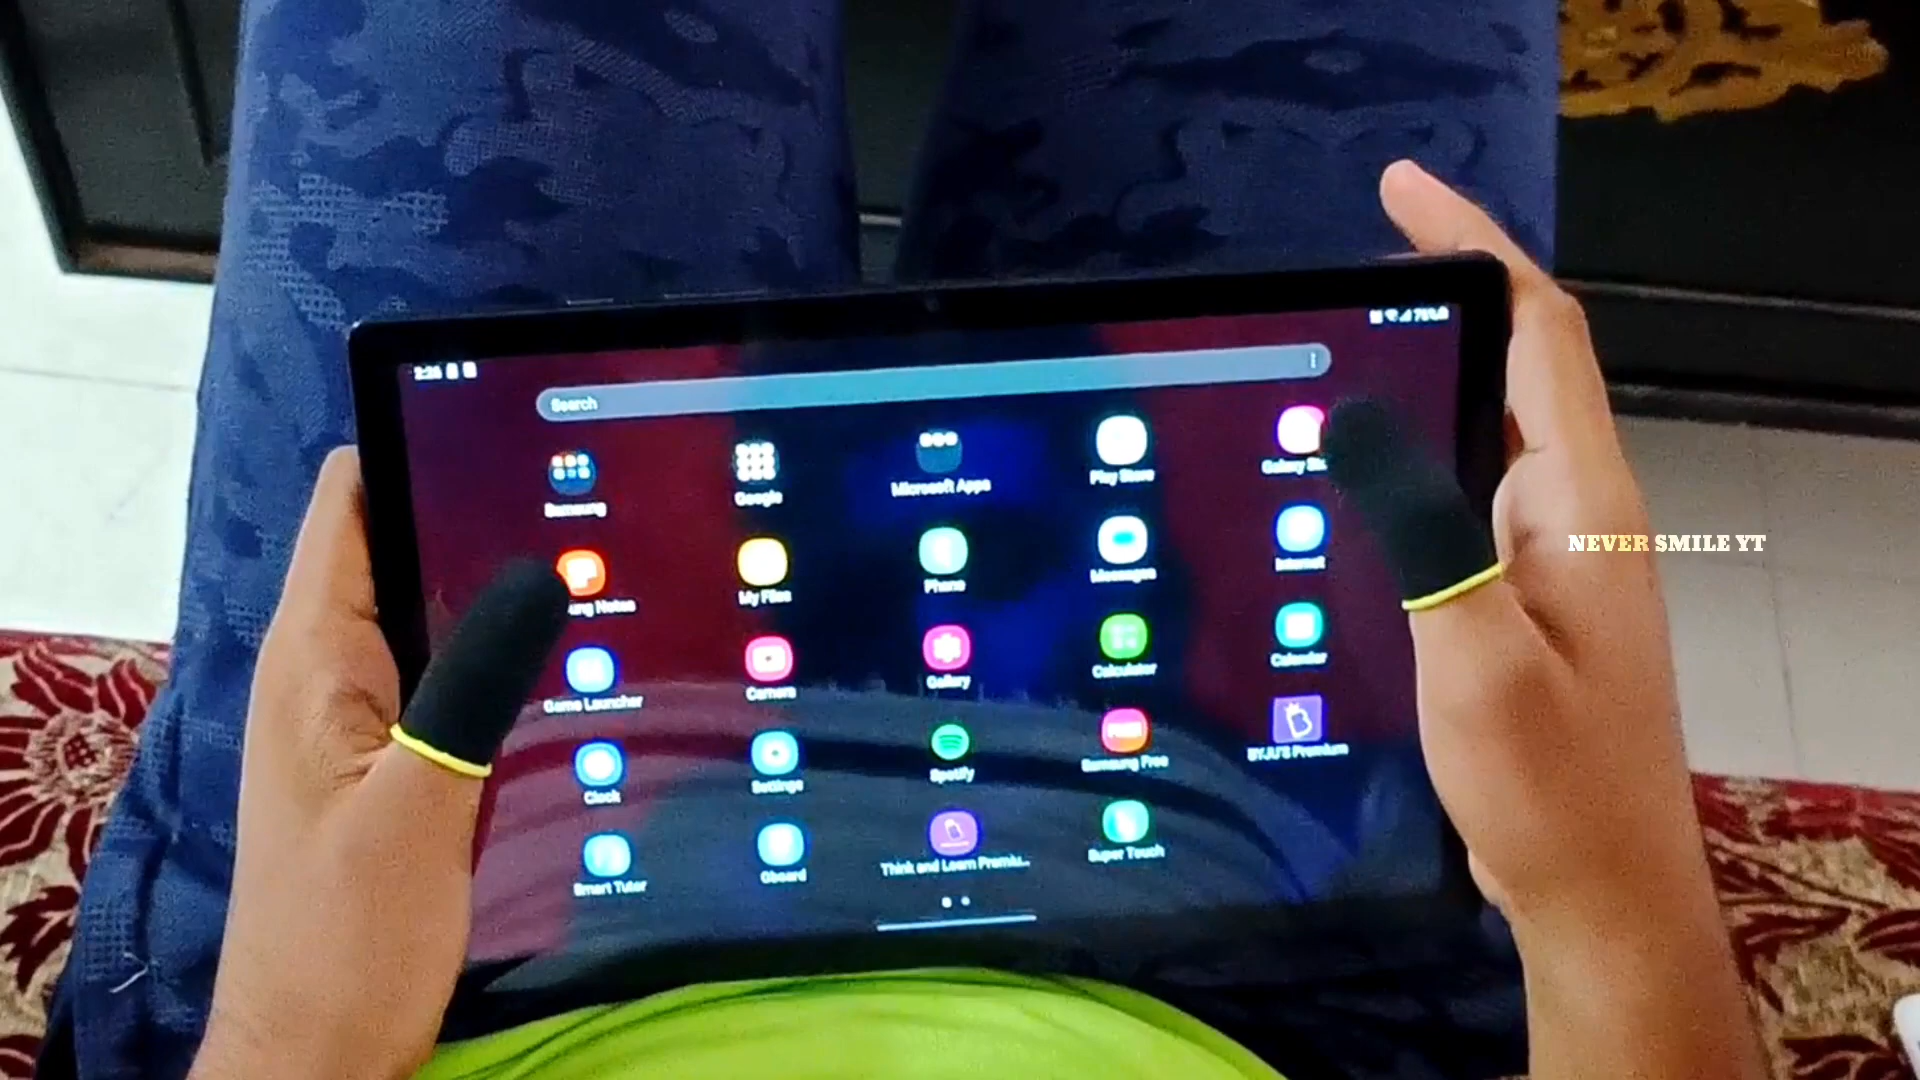 Search
Samsung
Google
Microsoft Apps
Play Store
Galaxy
ung Notes
My Files
Phone
Messages
Internet
Game Launcher
Camera
Gallery
Calculator
Calendar
Clock
Settings
Spotify
Samsung Free
BYJU'S Premium
Smart Tutor
Gboard
Think and Learn Premiu...
Super Touch
NEVER SMILE YT